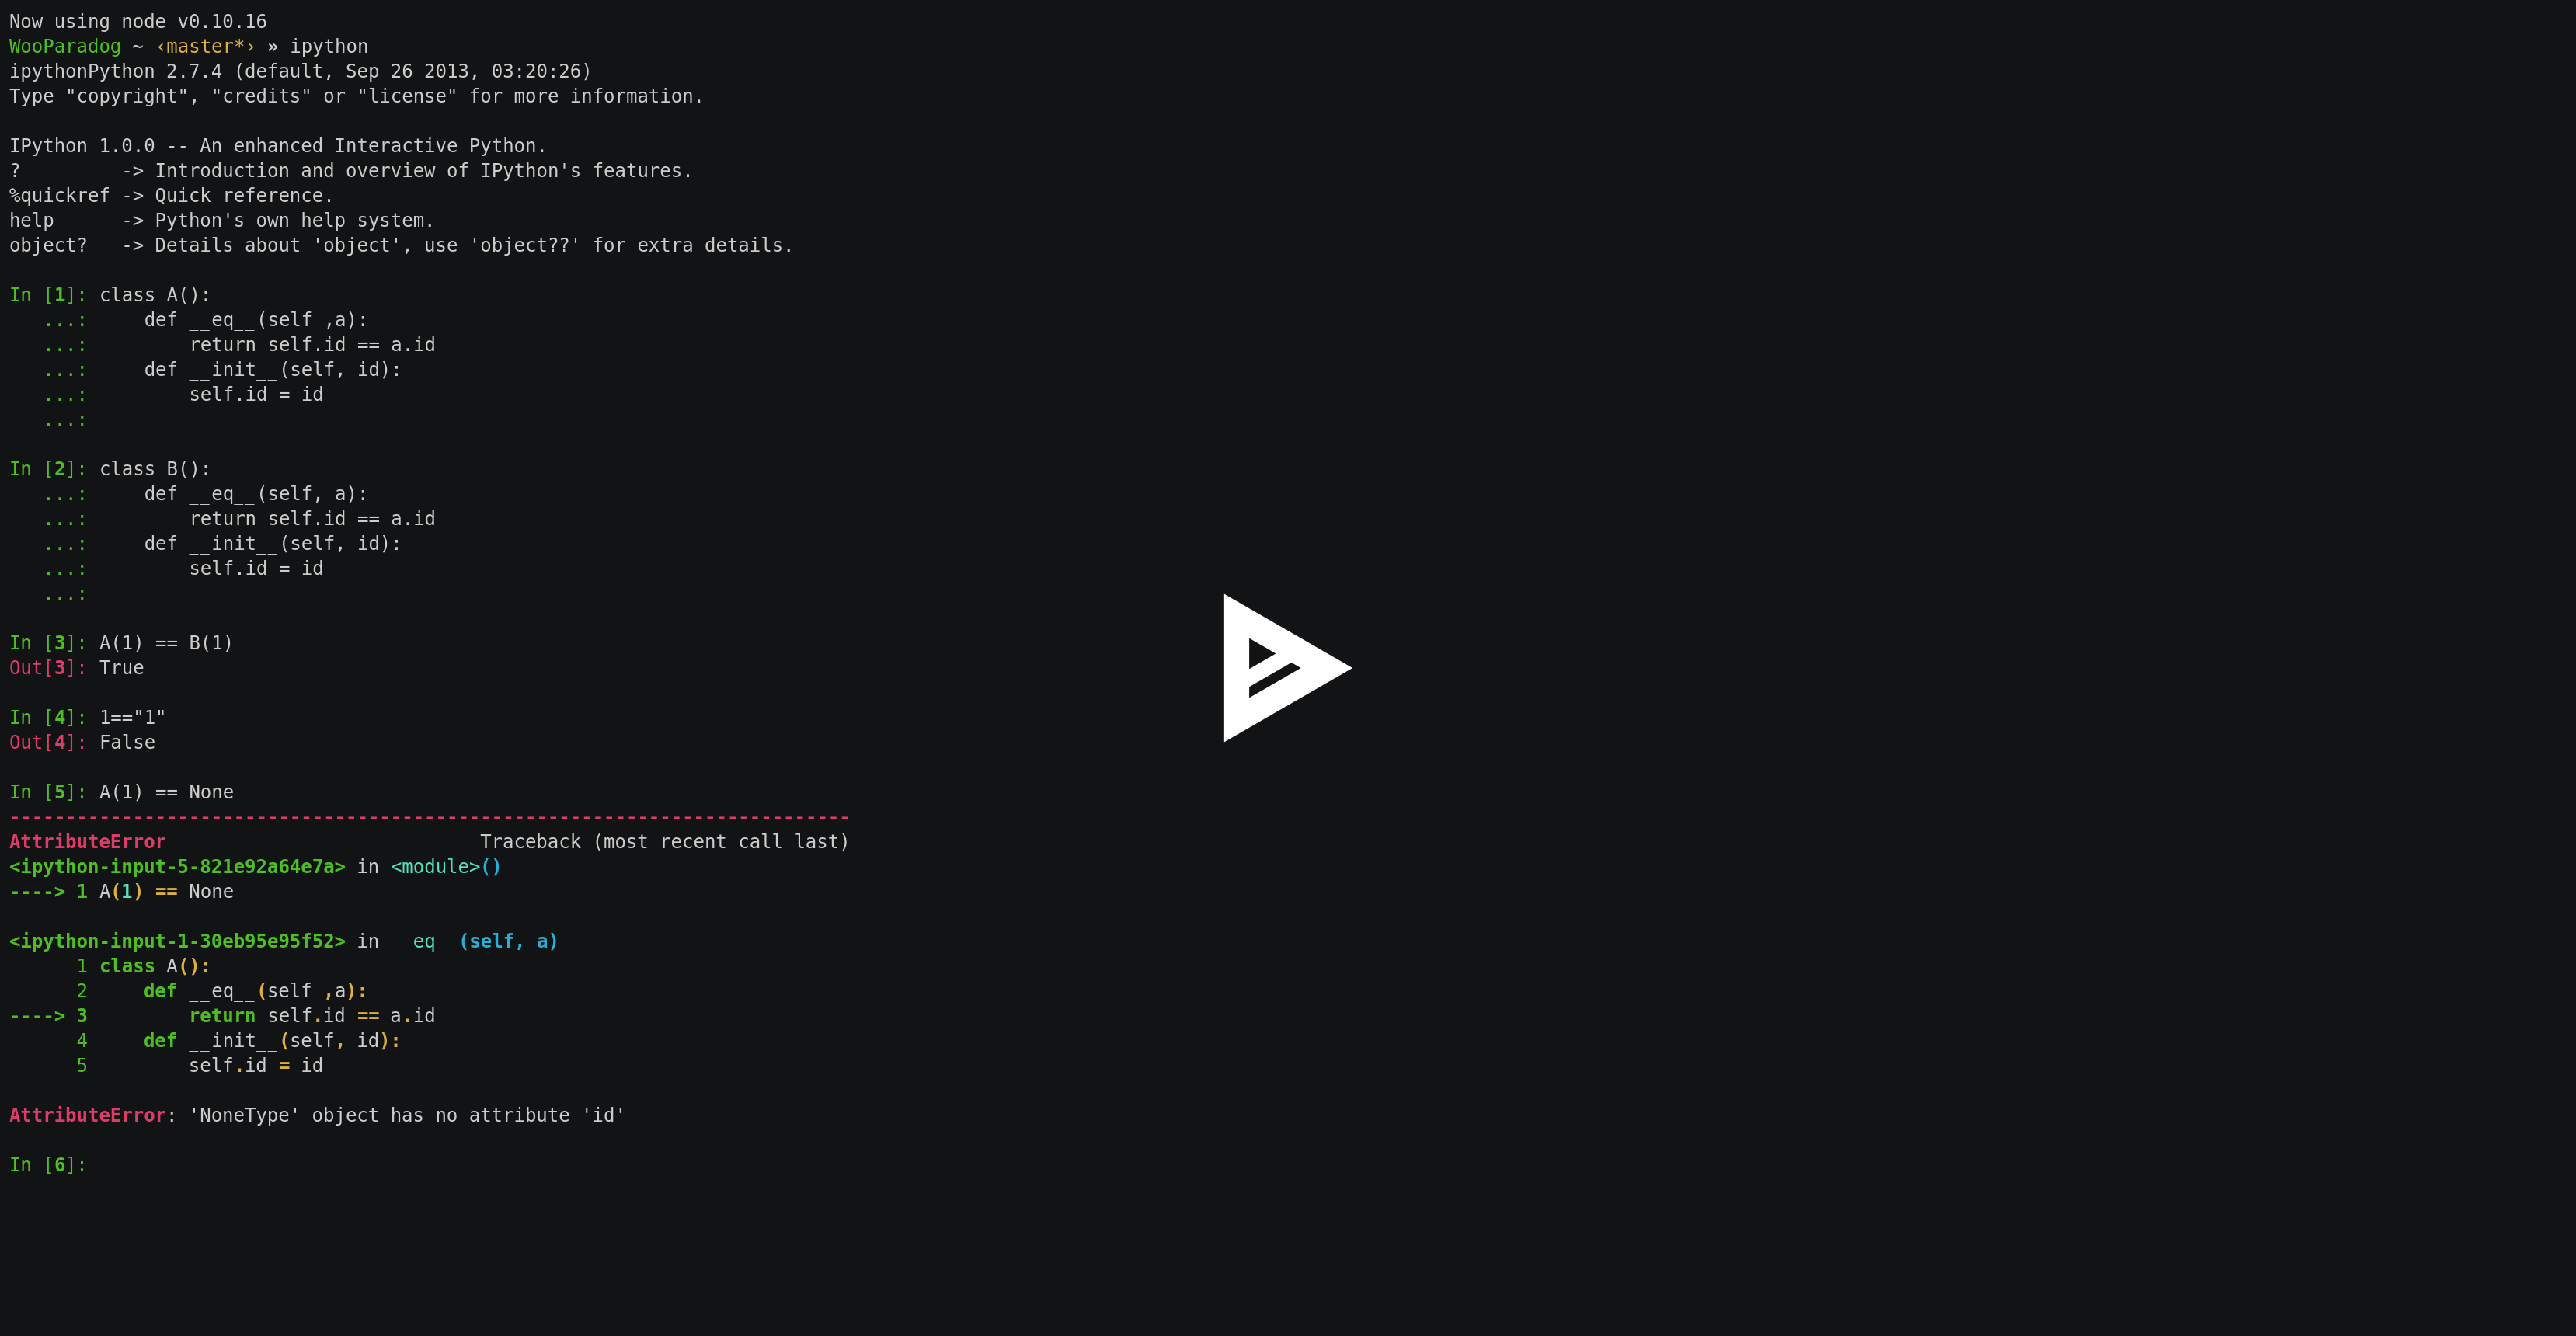 Now using node v0.10.16
WooParadog ~ ‹master*› » ipython
ipythonPython 2.7.4 (default, Sep 26 2013, 03:20:26)
Type "copyright", "credits" or "license" for more information.

IPython 1.0.0 -- An enhanced Interactive Python.
?         -> Introduction and overview of IPython's features.
%quickref -> Quick reference.
help      -> Python's own help system.
object?   -> Details about 'object', use 'object??' for extra details.

In [1]: class A():
   ...:     def __eq__(self ,a):
   ...:         return self.id == a.id
   ...:     def __init__(self, id):
   ...:         self.id = id
   ...:

In [2]: class B():
   ...:     def __eq__(self, a):
   ...:         return self.id == a.id
   ...:     def __init__(self, id):
   ...:         self.id = id
   ...:

In [3]: A(1) == B(1)
Out[3]: True

In [4]: 1=="1"
Out[4]: False

In [5]: A(1) == None
---------------------------------------------------------------------------
AttributeError                            Traceback (most recent call last)
<ipython-input-5-821e92a64e7a> in <module>()
----> 1 A(1) == None

<ipython-input-1-30eb95e95f52> in __eq__(self, a)
      1 class A():
      2     def __eq__(self ,a):
----> 3         return self.id == a.id
      4     def __init__(self, id):
      5         self.id = id

AttributeError: 'NoneType' object has no attribute 'id'

In [6]: